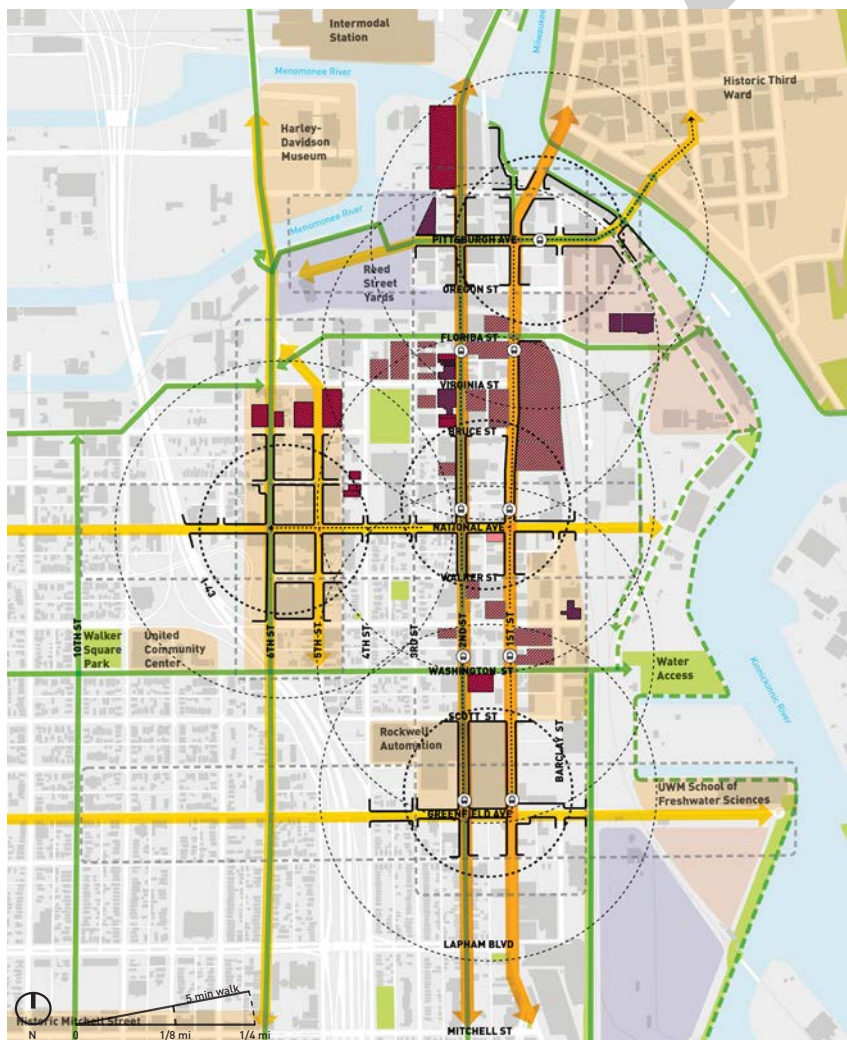 Intermodal
Station
Milwaukee
Menomonee River
Historic Third
Ward
Harley-
Davidson
Museum
Menomonee River
PITTSBURGH AVE
Reed
Street
Yards
OREGON ST
FLORIDA ST
VIRGINIA ST
BRUCE ST
NATIONAL AVE
I-43
WALKER ST
10TH ST
6TH ST
5TH ST
4TH ST
3RD ST
2ND ST
1ST ST
Walker
Square
Park
United
Community
Center
WASHINGTON ST
Water
Access
Kinnickinnic River
SCOTT ST
Rockwell
Automation
BARCLAY ST
UWM School of
Freshwater Sciences
GREENFIELD AVE
LAPHAM BLVD
5 min walk
Historic Mitchell Street
MITCHELL ST
N
0
1/8 mi
1/4 mi